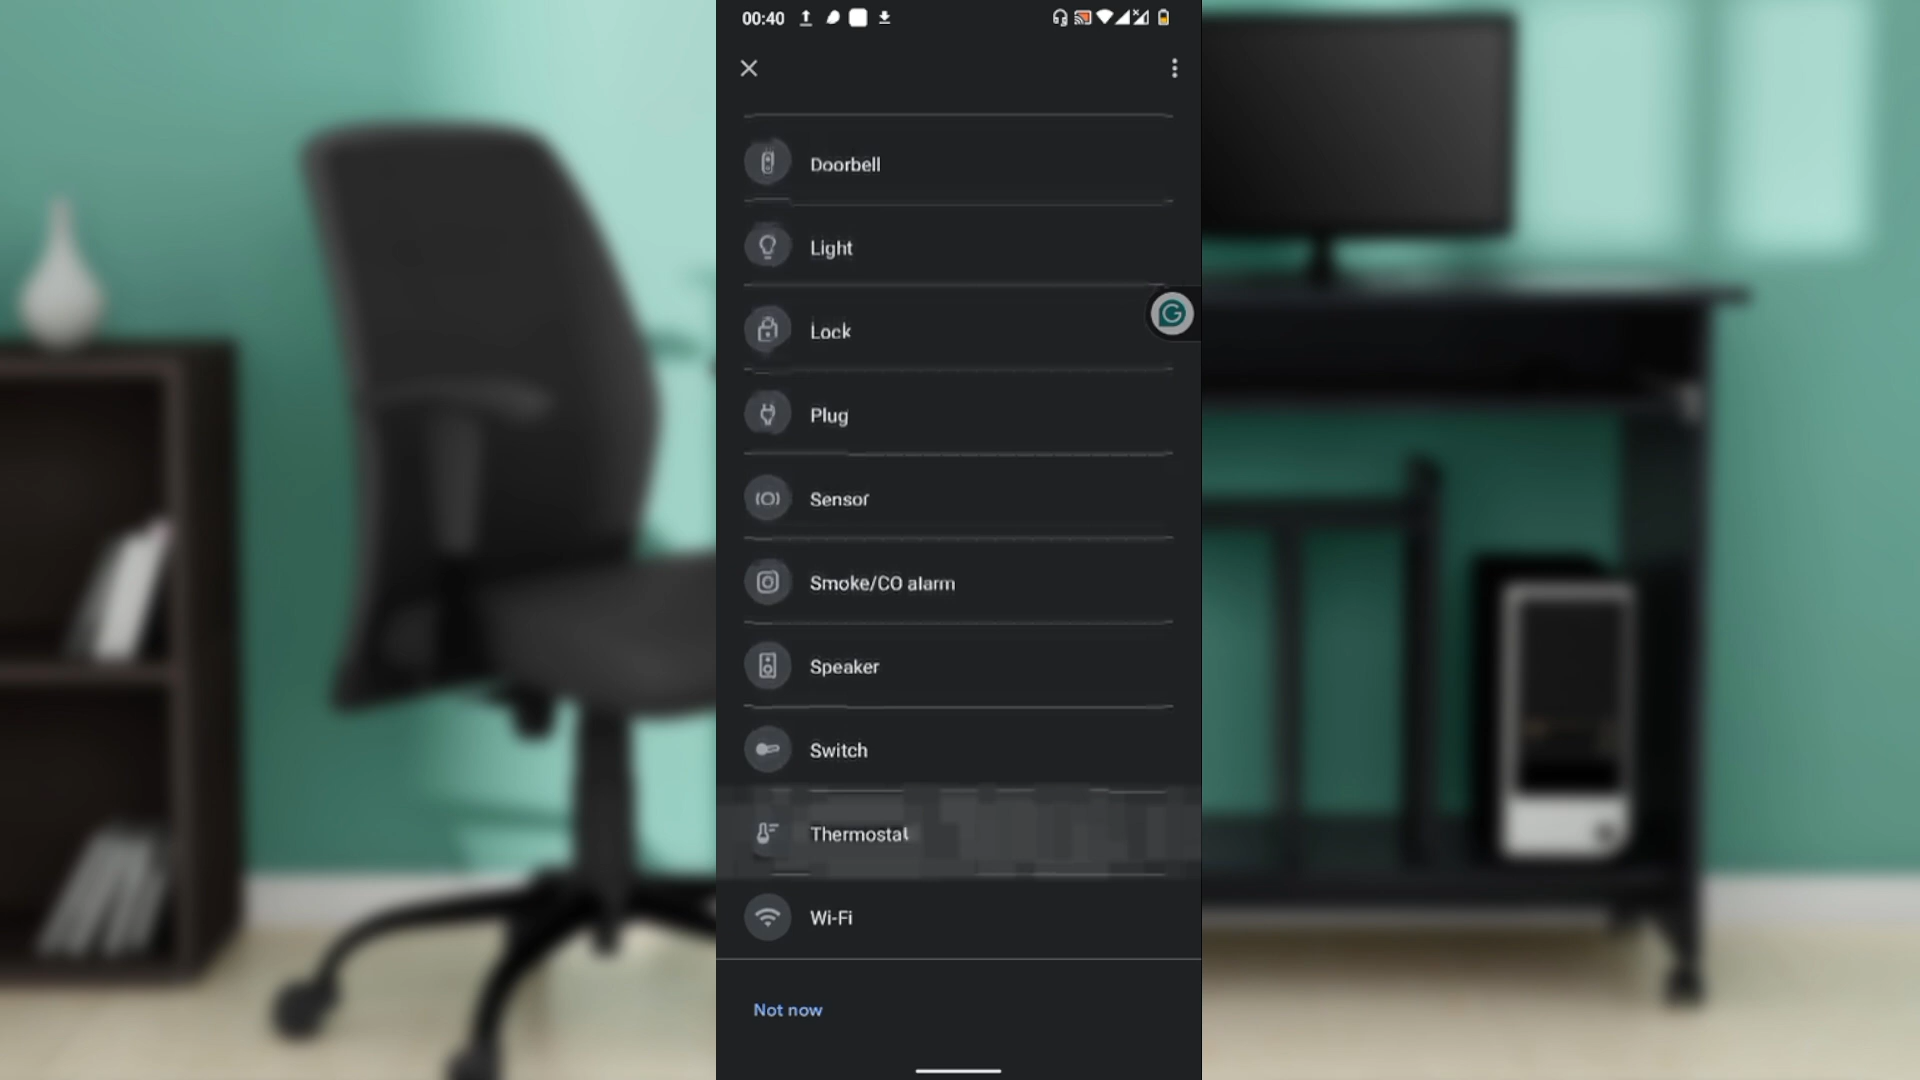 00:40
Doorbell
Light
Lock
Plug
Sensor
Smoke/CO alarm
Speaker
Switch
Thermostat
Wi-Fi
Not now